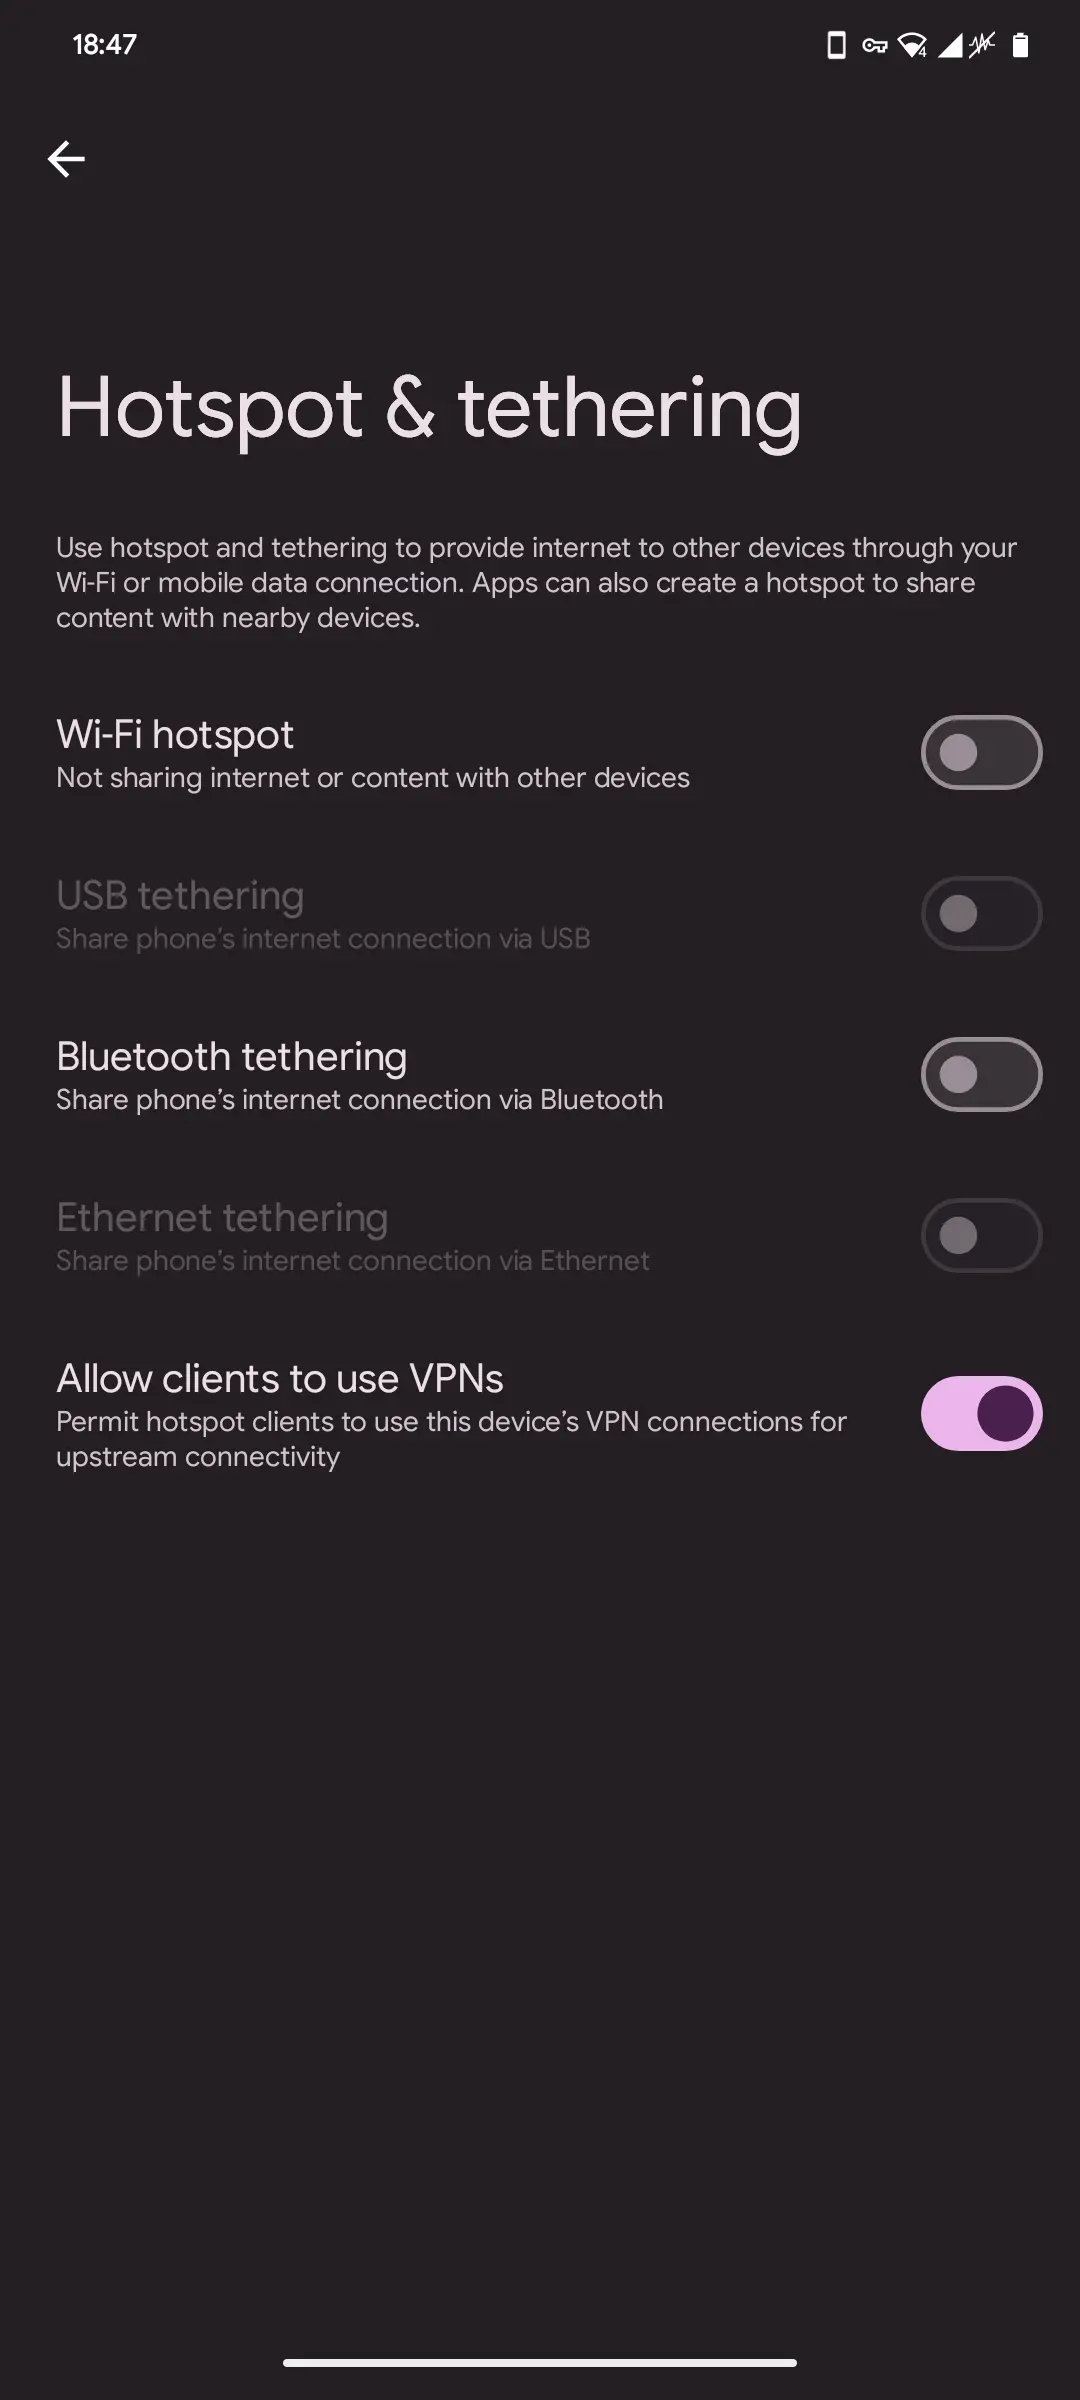 18:47
4
Hotspot & tethering
Use hotspot and tethering to provide internet to other devices through your
Wi-Fi or mobile data connection. Apps can also create a hotspot to share
content with nearby devices.
Wi-Fi hotspot
Not sharing internet or content with other devices
USB tethering
Share phone’s internet connection via USB
Bluetooth tethering
Share phone’s internet connection via Bluetooth
Ethernet tethering
Share phone’s internet connection via Ethernet
Allow clients to use VPNs
Permit hotspot clients to use this device’s VPN connections for
upstream connectivity